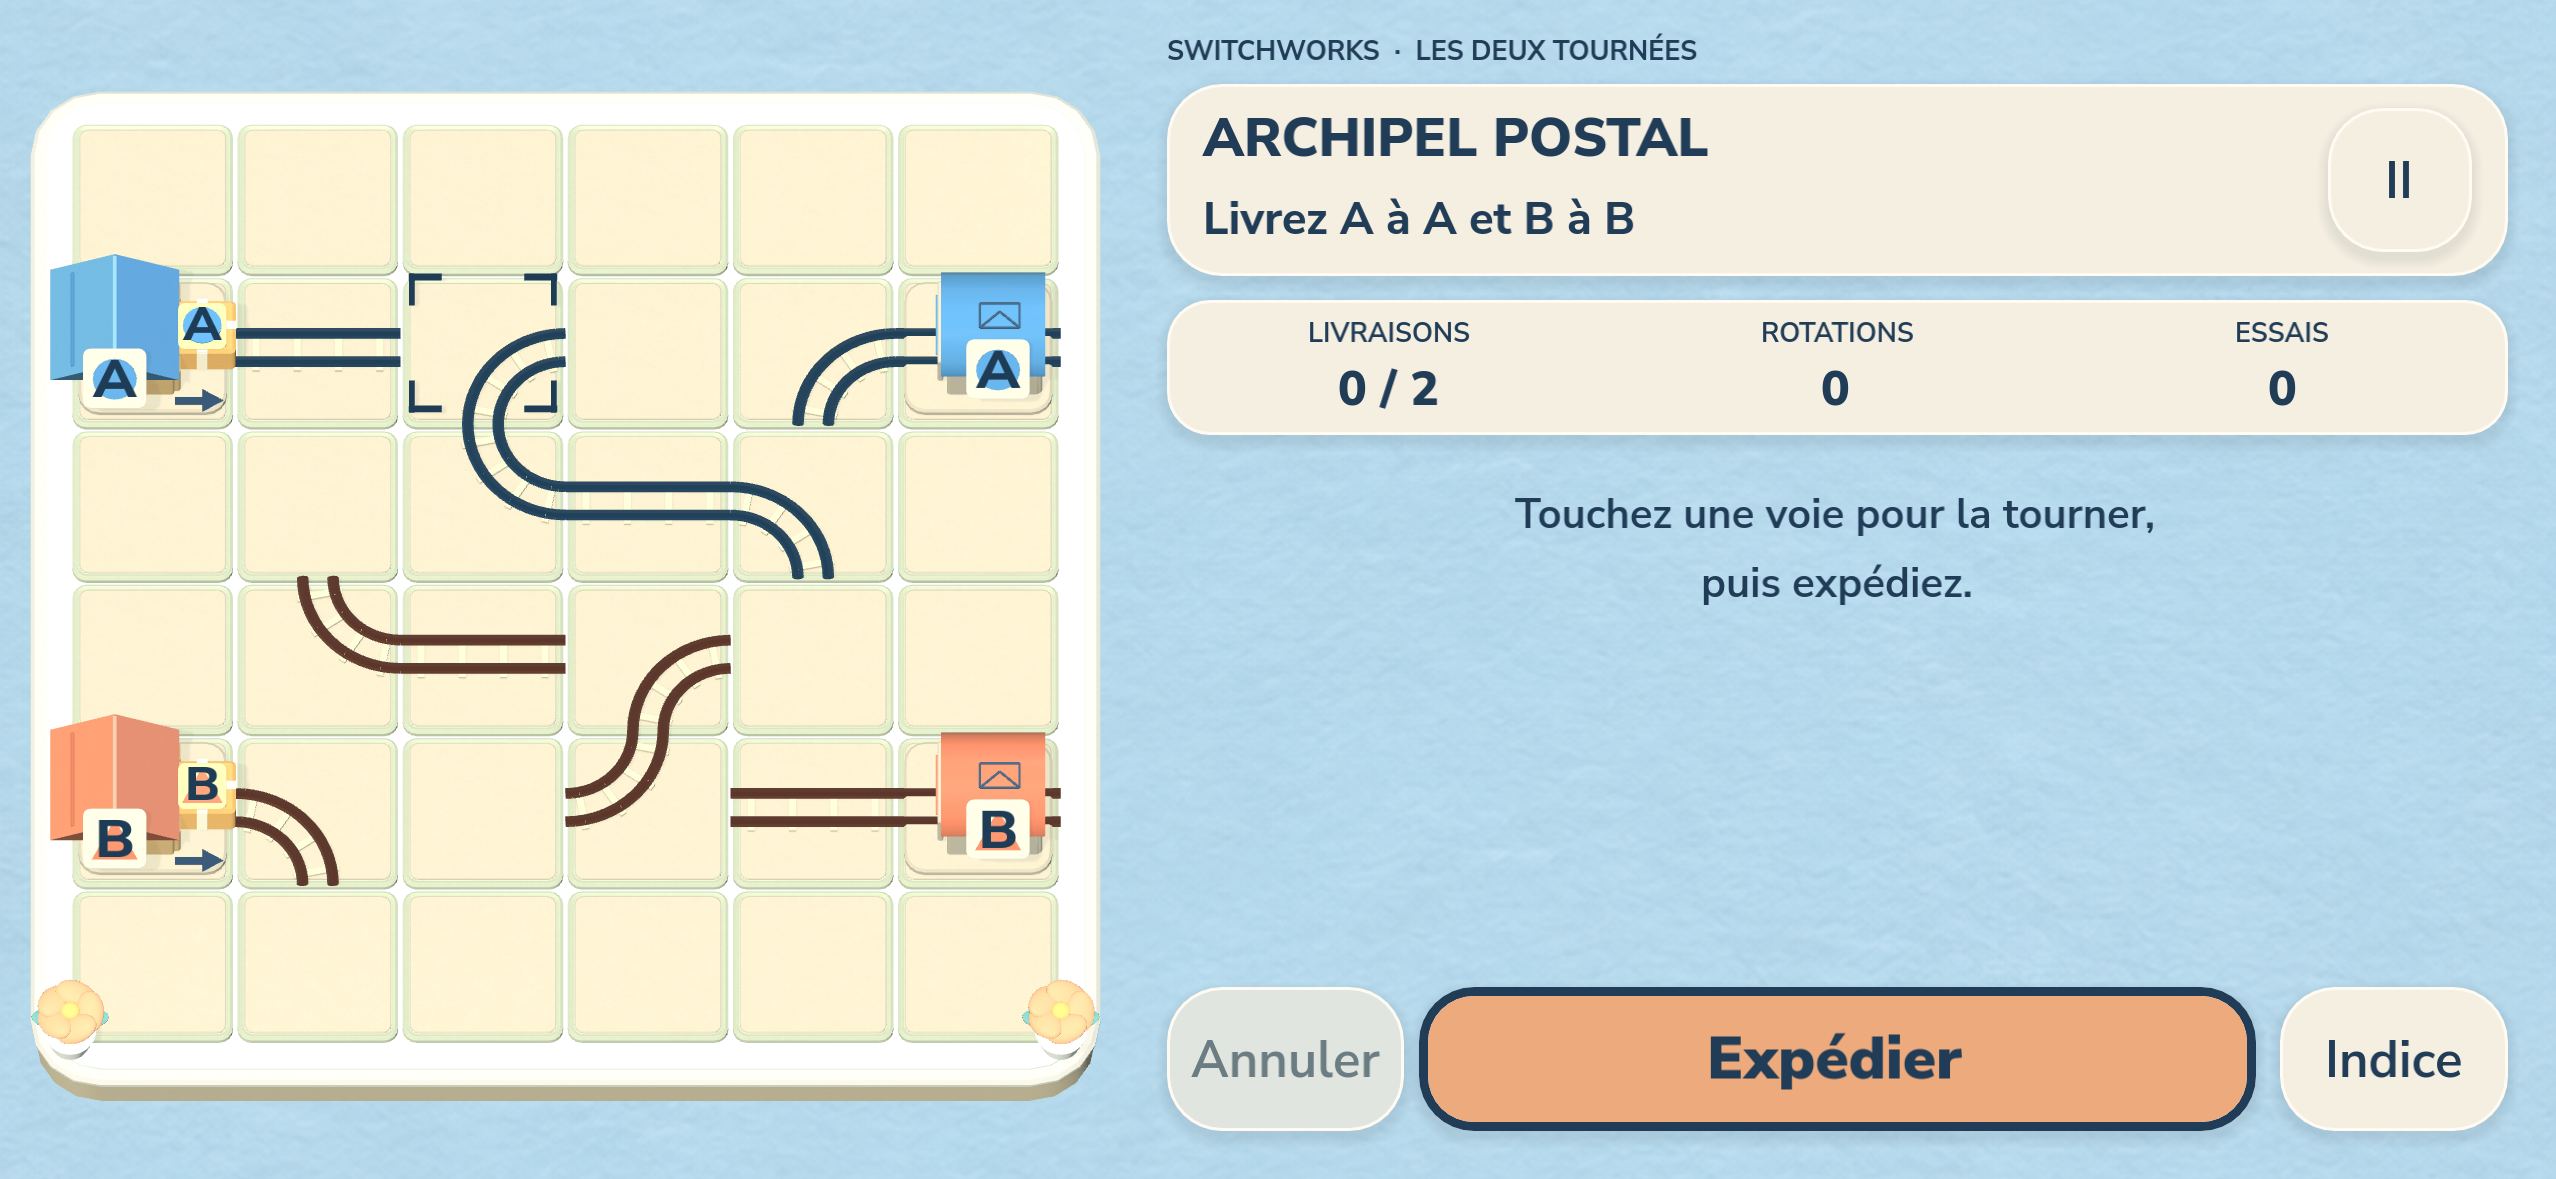 SWITCHWORKS · LES DEUX TOURNÉES
ARCHIPEL POSTAL
Livrez A à A et B à B
LIVRAISONS
0 / 2
ROTATIONS
0
ESSAIS
0
Touchez une voie pour la tourner,
puis expédiez.
A
A
A
B
B
B
Annuler
Expédier
Indice